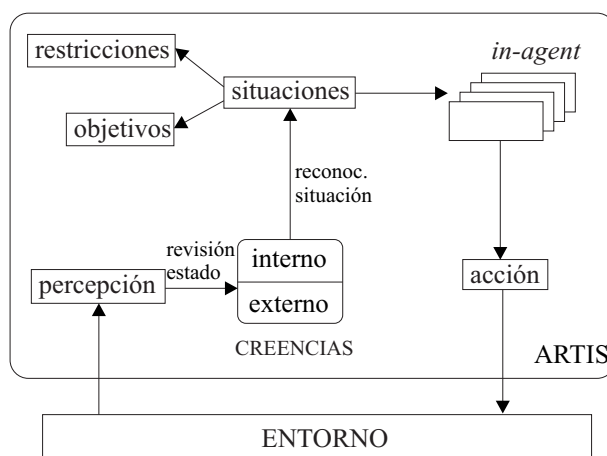 restricciones
in-agent
situaciones
objetivos
reconoc.
situación
revisión
estado
interno
percepción
externo
acción
CREENCIAS
ARTIS
ENTORNO